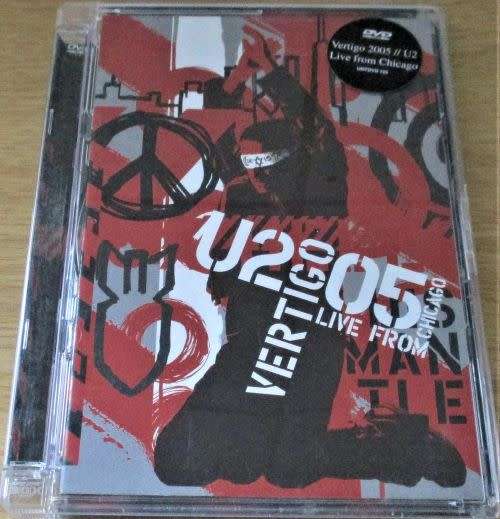 DVD
Vertigo 2005 // U2
Live from Chicago
U2
VERTIGO
05
LIVE FROM
CHICAGO
MAN
TLE